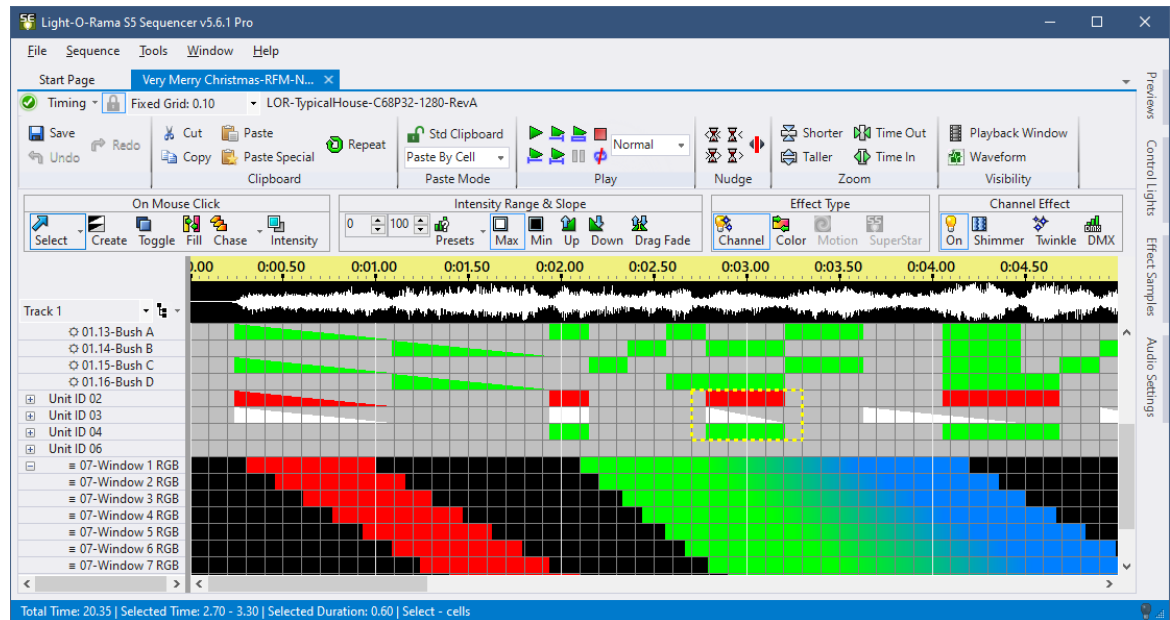 Light-O-Rama S5 Sequencer v5.6.1 Pro
File Sequence Tools Window Help
Start Page Very Merry Christmas-RFM-N...
Timing Fixed Grid: 0.10 LOR-TypicalHouse-C68P32-1280-RevA
Save Redo Cut Paste Repeat Std Clipboard Normal Shorter Time Out Playback Window
Undo Copy Paste Special Paste By Cell Taller Time In Waveform
Clipboard Paste Mode Play Nudge Zoom Visibility
On Mouse Click Intensity Range & Slope Effect Type Channel Effect
0 100
Select Create Toggle Fill Chase Intensity Presets Max Min Up Down Drag Fade Channel Color Motion SuperStar On Shimmer Twinkle DMX
0.00 0:00.50 0:01.00 0:01.50 0:02.00 0:02.50 0:03.00 0:03.50 0:04.00 0:04.50
Track 1
01.13-Bush A
01.14-Bush B
01.15-Bush C
01.16-Bush D
Unit ID 02
Unit ID 03
Unit ID 04
Unit ID 06
07-Window 1 RGB
07-Window 2 RGB
07-Window 3 RGB
07-Window 4 RGB
07-Window 5 RGB
07-Window 6 RGB
07-Window 7 RGB
Total Time: 20.35 | Selected Time: 2.70 - 3.30 | Selected Duration: 0.60 | Select - cells
Previews
Control Lights
Effect Samples
Audio Settings